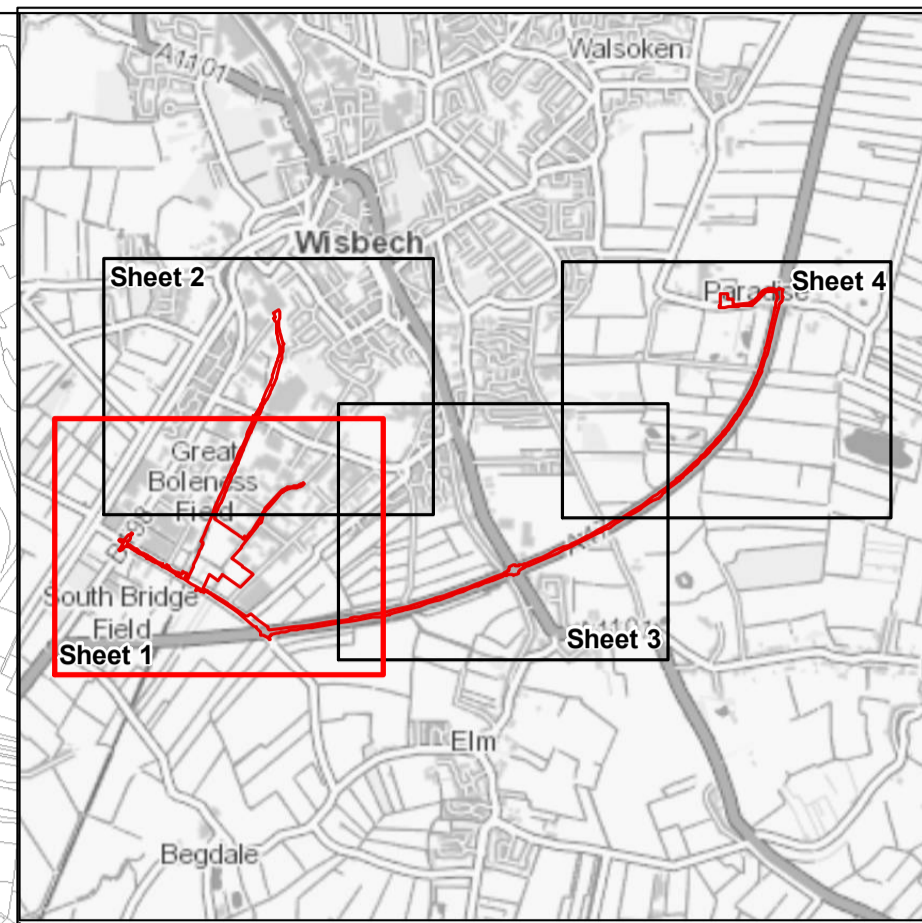 A1101
Walsoken
Wisbech
Sheet 2
Paradise
Sheet 4
Great
Boleness
Field
South Bridge
Field
Sheet 1
Sheet 3
Elm
Begdale